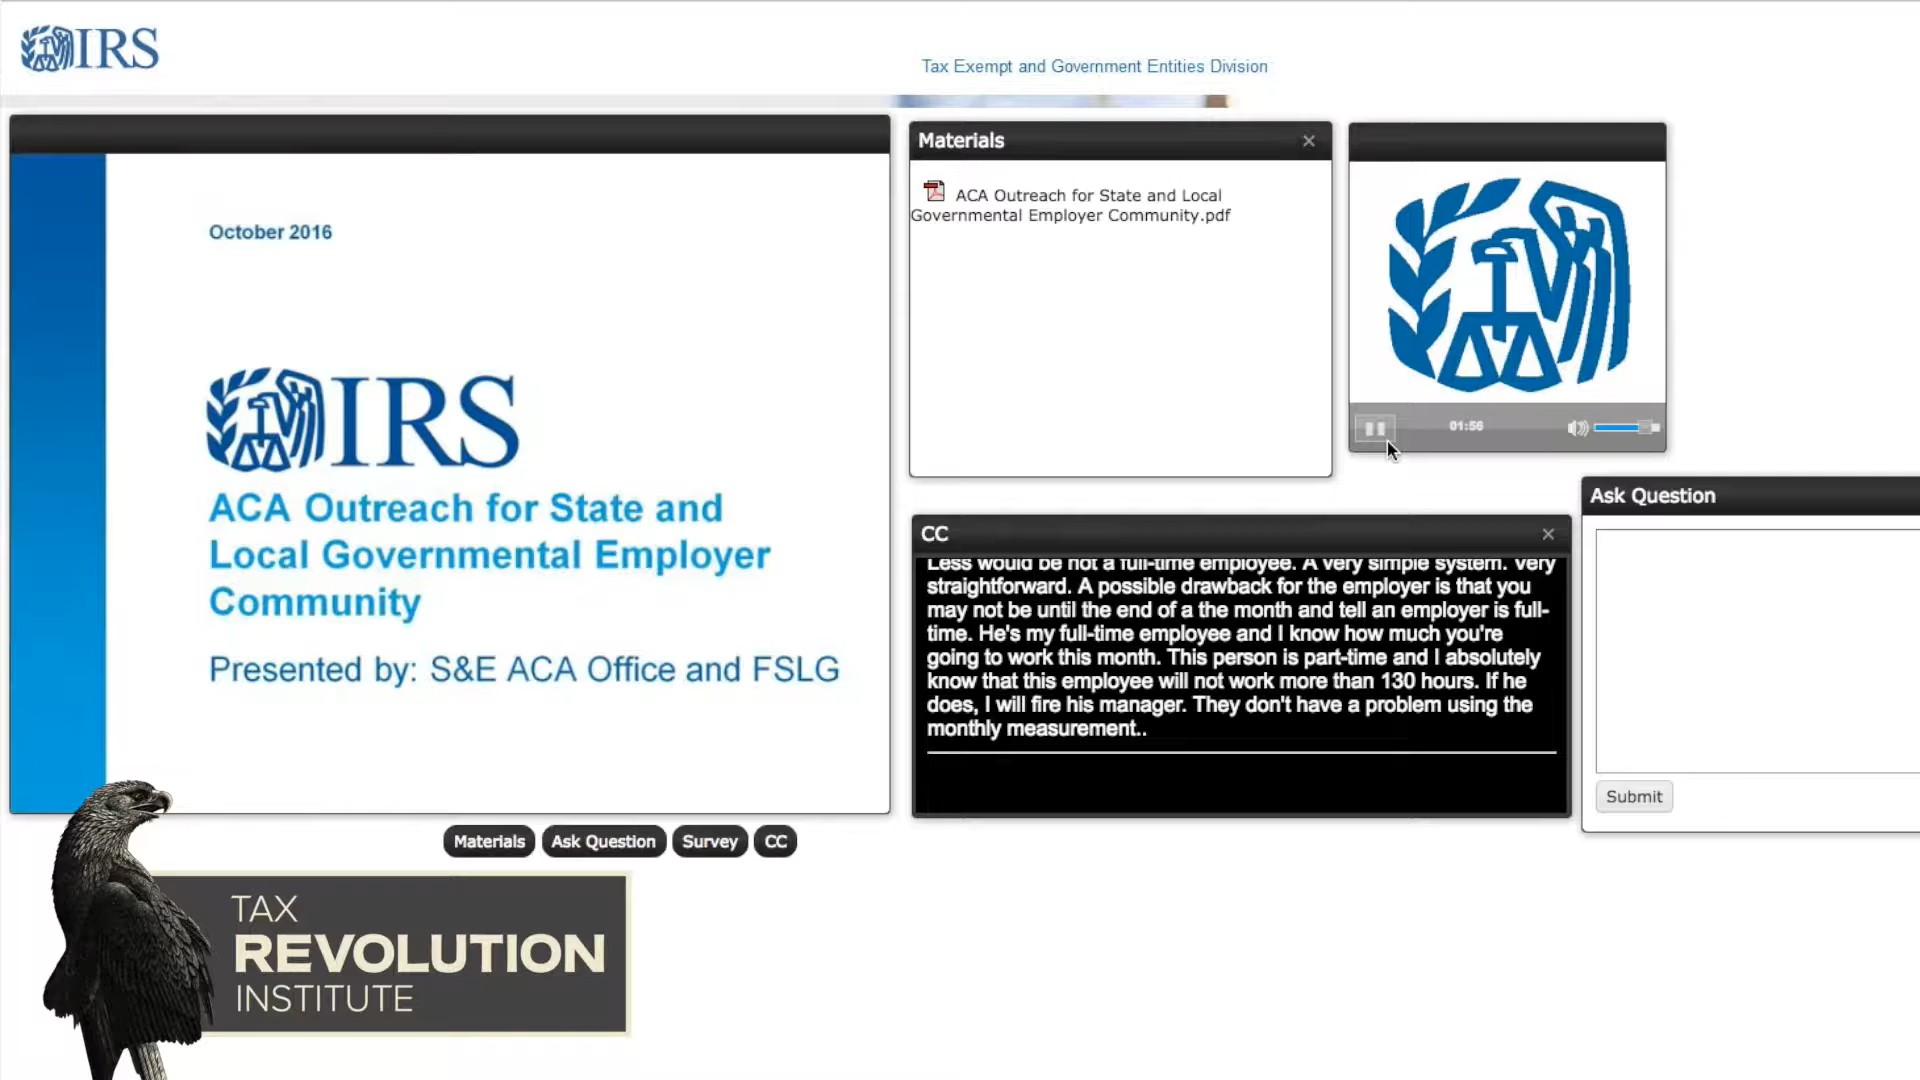 IRS
Tax Exempt and Government Entities Division
October 2016
IRS
ACA Outreach for State and
Local Governmental Employer
Community
Presented by: S&E ACA Office and FSLG
Materials
ACA Outreach for State and Local
Governmental Employer Community.pdf
01:56
CC
Less would be not a full-time employee. A very simple system. Very
straightforward. A possible drawback for the employer is that you
may not be until the end of a the month and tell an employer is full-
time. He's my full-time employee and I know how much you're
going to work this month. This person is part-time and I absolutely
know that this employee will not work more than 130 hours. If he
does, I will fire his manager. They don't have a problem using the
monthly measurement..
Ask Question
Submit
Materials
Ask Question
Survey
CC
TAX
REVOLUTION
INSTITUTE